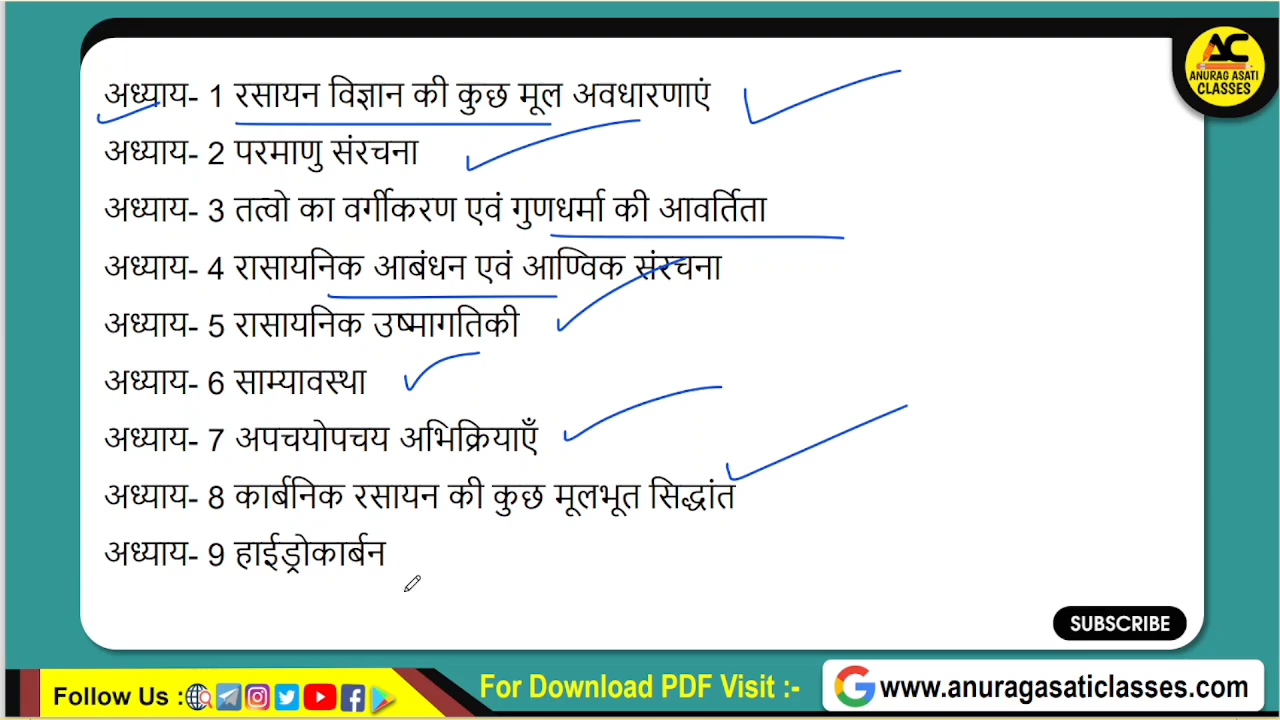 अध्याय- 1 रसायन विज्ञान की कुछ मूल अवधारणाएं
अध्याय- 2 परमाणु संरचना
अध्याय- 3 तत्वो का वर्गीकरण एवं गुणधर्मा की आवर्तिता
अध्याय- 4 रासायनिक आबंधन एवं आण्विक संरचना
अध्याय- 5 रासायनिक उष्मागतिकी
अध्याय- 6 साम्यावस्था
अध्याय- 7 अपचयोपचय अभिक्रियाएँ
अध्याय- 8 कार्बनिक रसायन की कुछ मूलभूत सिद्धांत
अध्याय- 9 हाईड्रोकार्बन
AC
ANURAG ASATI
CLASSES
SUBSCRIBE
Follow Us :
For Download PDF Visit :-
www.anuragasaticlasses.com